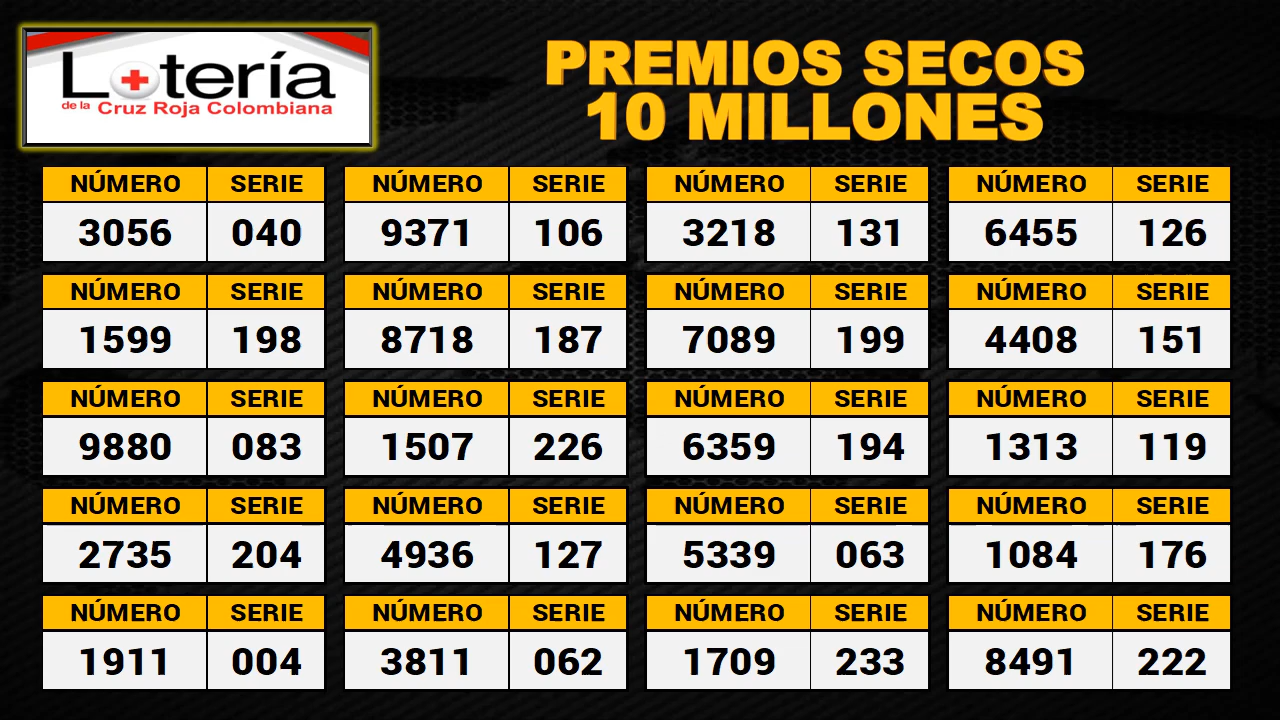 Lotería
de la Cruz Roja Colombiana
PREMIOS SECOS
10 MILLONES
NÚMERO SERIE NÚMERO SERIE NÚMERO SERIE NÚMERO SERIE
3056 040 9371 106 3218 131 6455 126
NÚMERO SERIE NÚMERO SERIE NÚMERO SERIE NÚMERO SERIE
1599 198 8718 187 7089 199 4408 151
NÚMERO SERIE NÚMERO SERIE NÚMERO SERIE NÚMERO SERIE
9880 083 1507 226 6359 194 1313 119
NÚMERO SERIE NÚMERO SERIE NÚMERO SERIE NÚMERO SERIE
2735 204 4936 127 5339 063 1084 176
NÚMERO SERIE NÚMERO SERIE NÚMERO SERIE NÚMERO SERIE
1911 004 3811 062 1709 233 8491 222